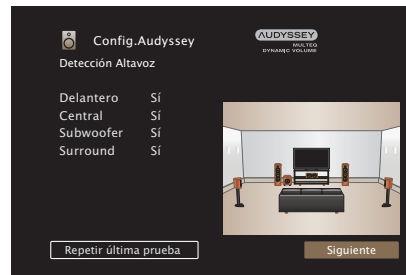 Config.Audyssey
AUDYSSEY
MULTEQ
DYNAMIC VOLUME
Detección Altavoz
Delantero Sí
Central Sí
Subwoofer Sí
Surround Sí
Repetir última prueba
Siguiente